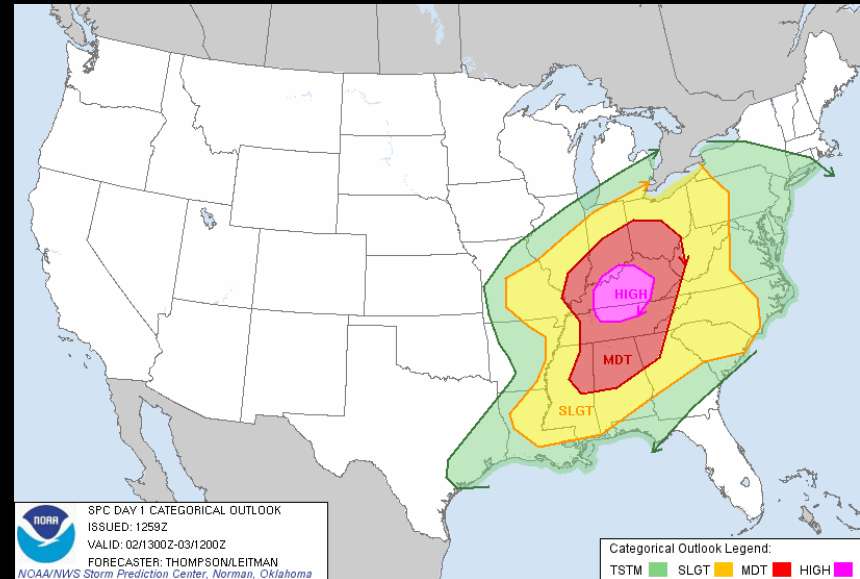 HIGH
MDT
SLGT
NOAA
SPC DAY 1 CATEGORICAL OUTLOOK
ISSUED: 1259Z
VALID: 02/1300Z-03/1200Z
FORECASTER: THOMPSON/LEITMAN
NOAA/NWS Storm Prediction Center, Norman, Oklahoma
Categorical Outlook Legend:
TSTM SLGT MDT HIGH